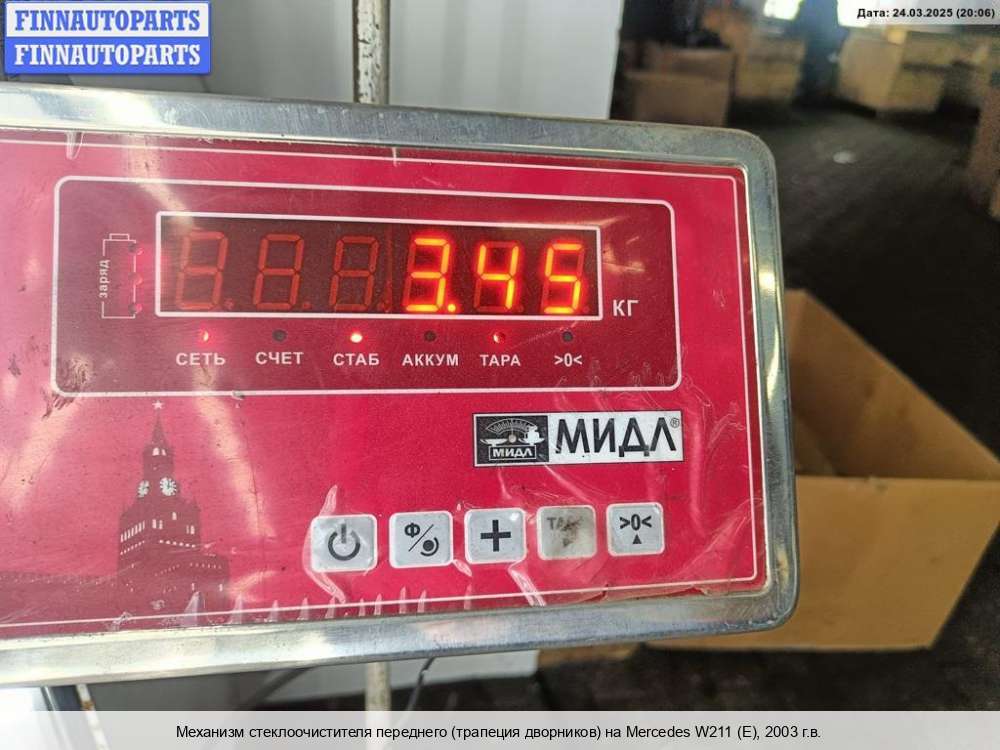 FINNAUTOPARTS
FINNAUTOPARTS
Дата: 24.03.2025 (20:06)
заряд
3.45
КГ
СЕТЬ СЧЕТ СТАБ АККУМ ТАРА >0<
МИДЛ МИДЛ®
Ф/ + >0<
Механизм стеклоочистителя переднего (трапеция дворников) на Mercedes W211 (E), 2003 г.в.